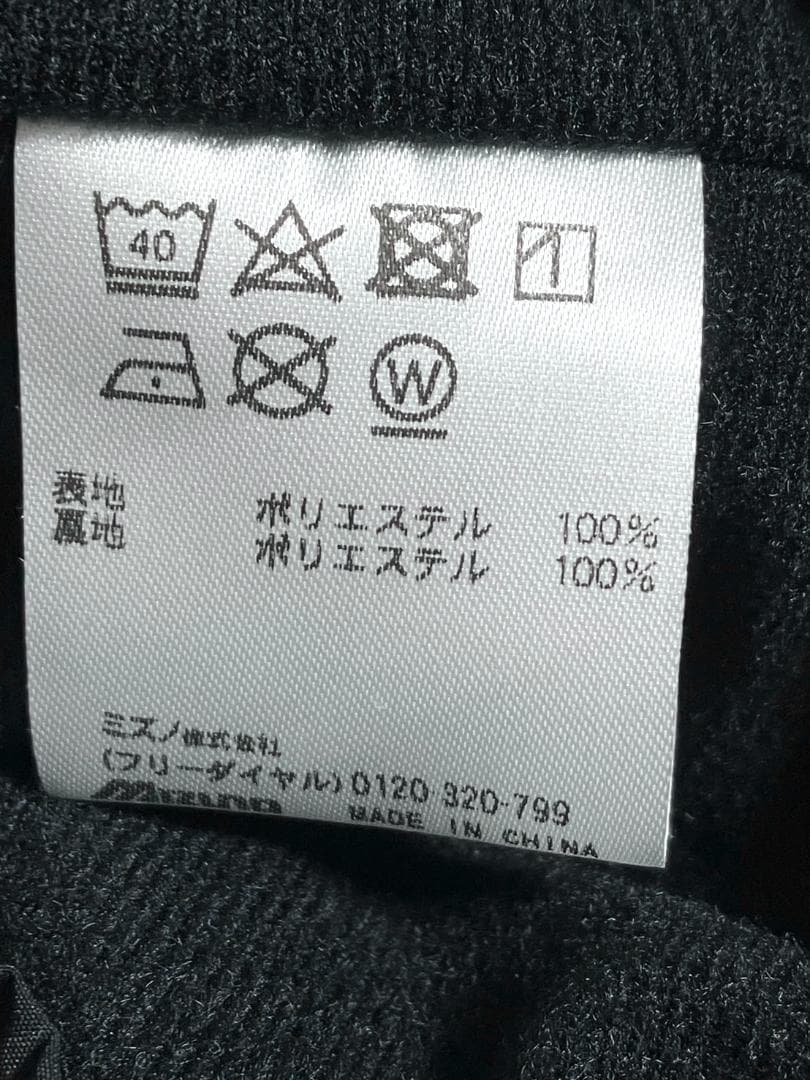 40
W
表地 ポリエステル 100%
裏地 ポリエステル 100%
ミズノ株式会社
(フリーダイヤル)0120-320-799
Mizuno MADE IN CHINA